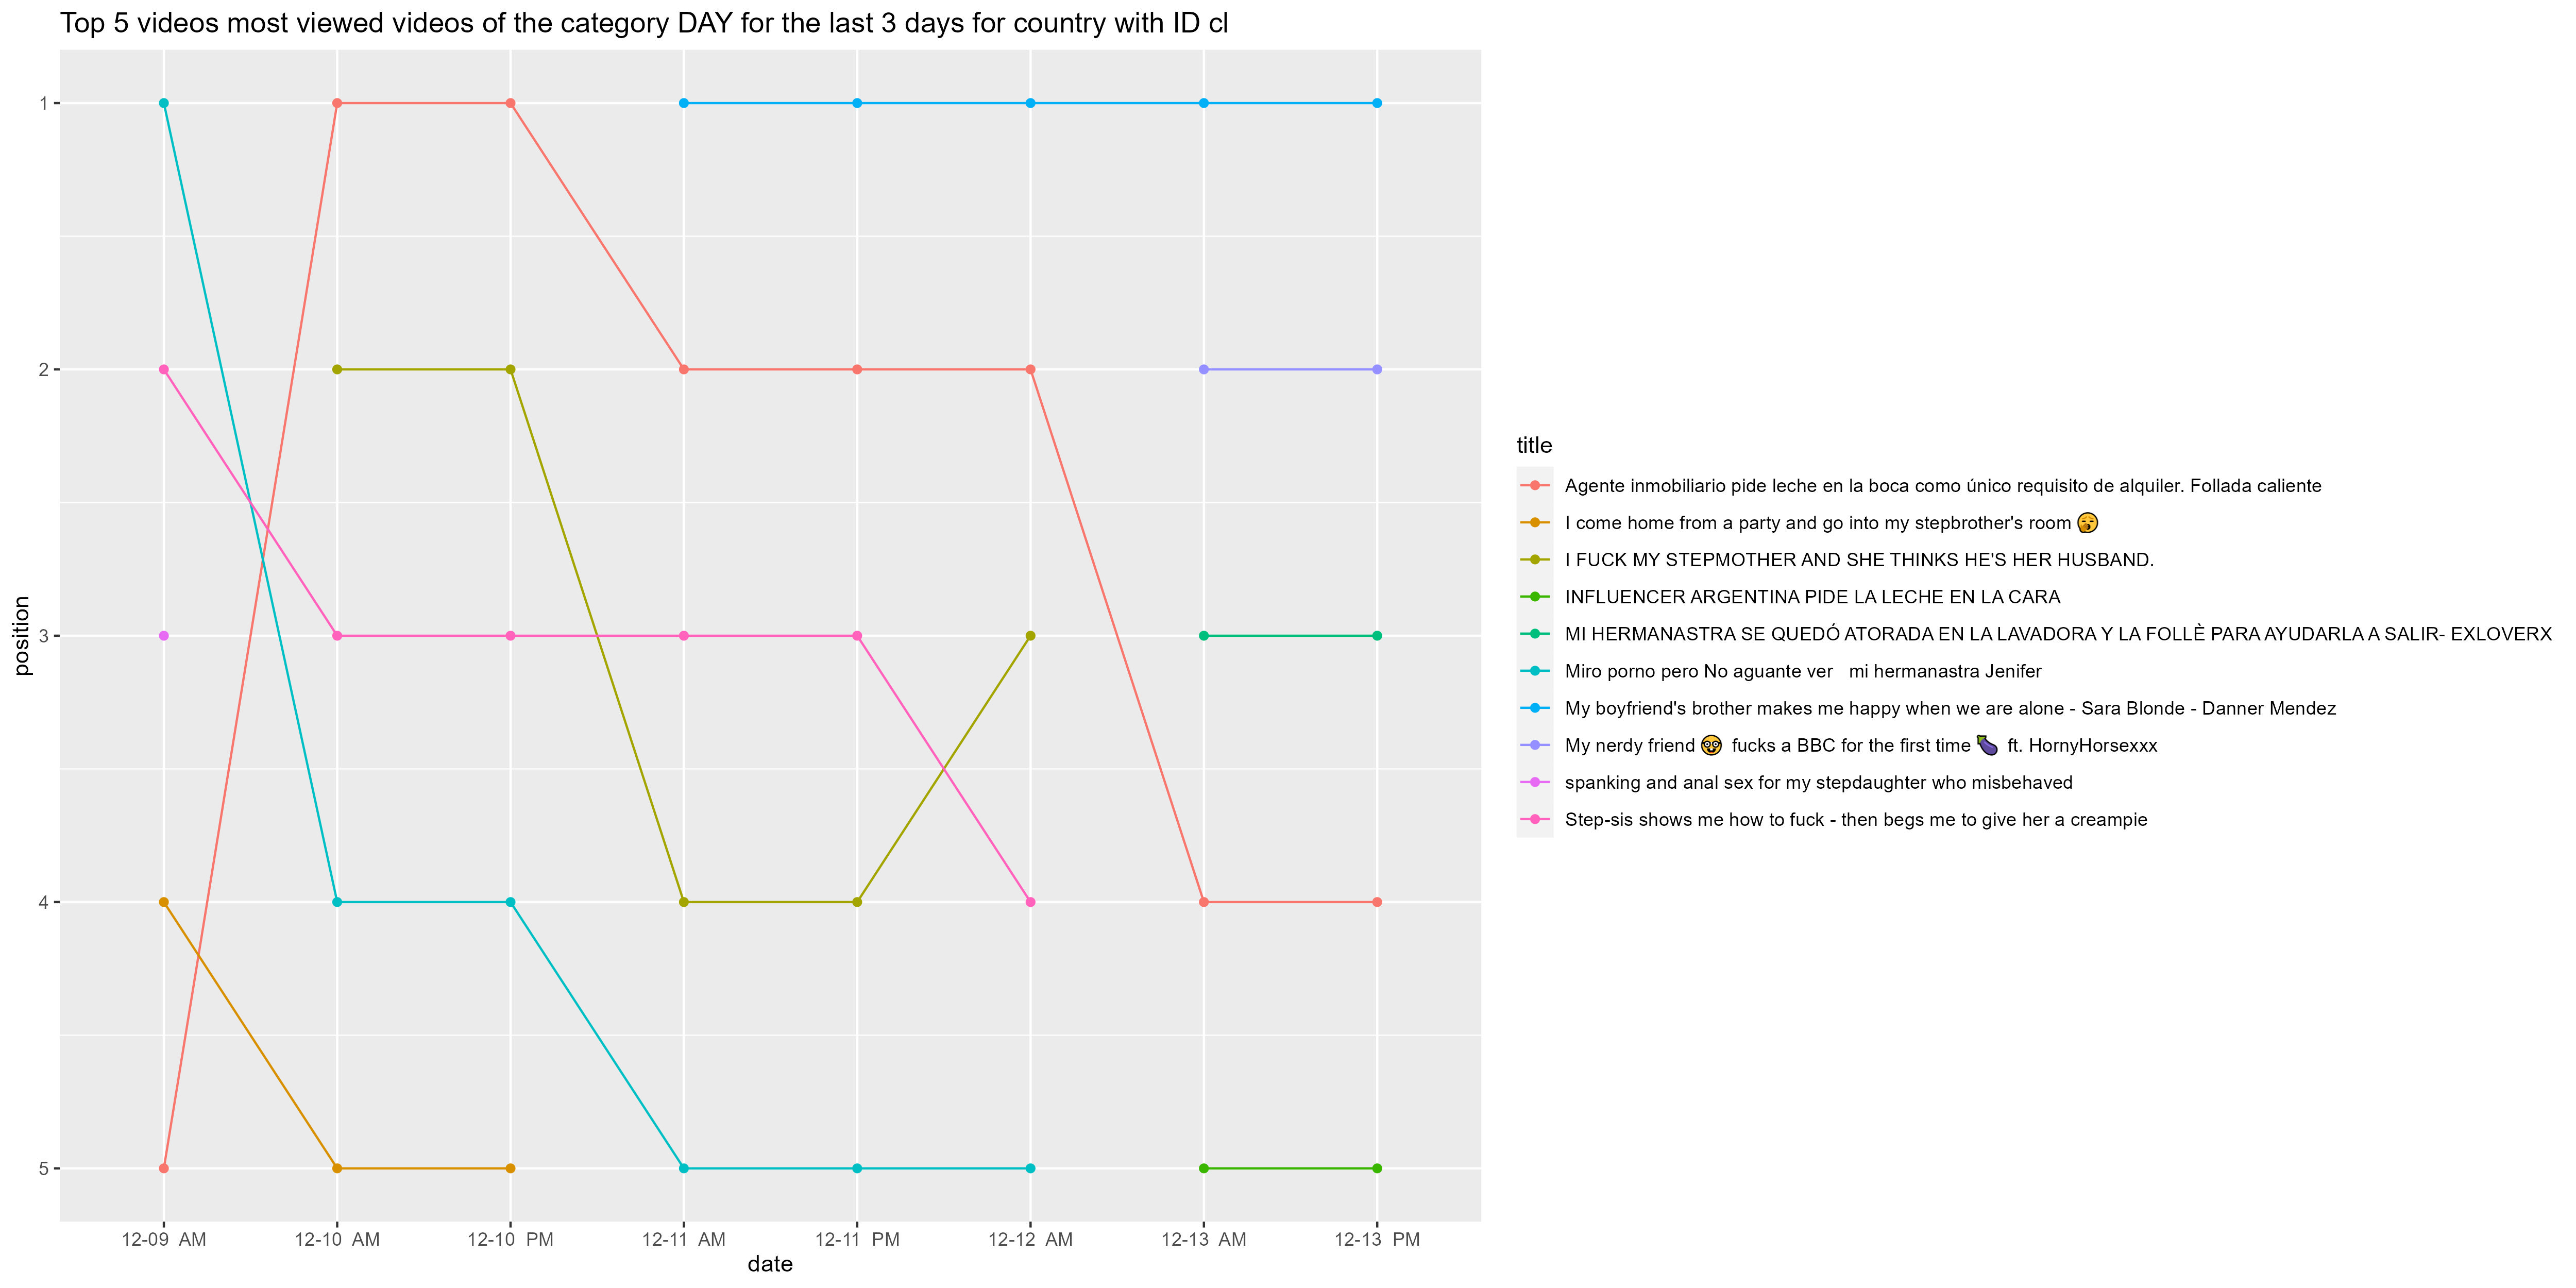 Top 5 videos most viewed videos of the category DAY for the last 3 days for country with ID cl
position
1
2
3
4
5
12-09 AM
12-10 AM
12-10 PM
12-11 AM
12-11 PM
12-12 AM
12-13 AM
12-13 PM
date
title
Agente inmobiliario pide leche en la boca como único requisito de alquiler. Follada caliente
I come home from a party and go into my stepbrother's room 🥱
I FUCK MY STEPMOTHER AND SHE THINKS HE'S HER HUSBAND.
INFLUENCER ARGENTINA PIDE LA LECHE EN LA CARA
MI HERMANASTRA SE QUEDÓ ATORADA EN LA LAVADORA Y LA FOLLÈ PARA AYUDARLA A SALIR- EXLOVERX
Miro porno pero No aguante ver mi hermanastra Jenifer
My boyfriend's brother makes me happy when we are alone - Sara Blonde - Danner Mendez
My nerdy friend 🤓 fucks a BBC for the first time 🍆 ft. HornyHorsexxx
spanking and anal sex for my stepdaughter who misbehaved
Step-sis shows me how to fuck - then begs me to give her a creampie